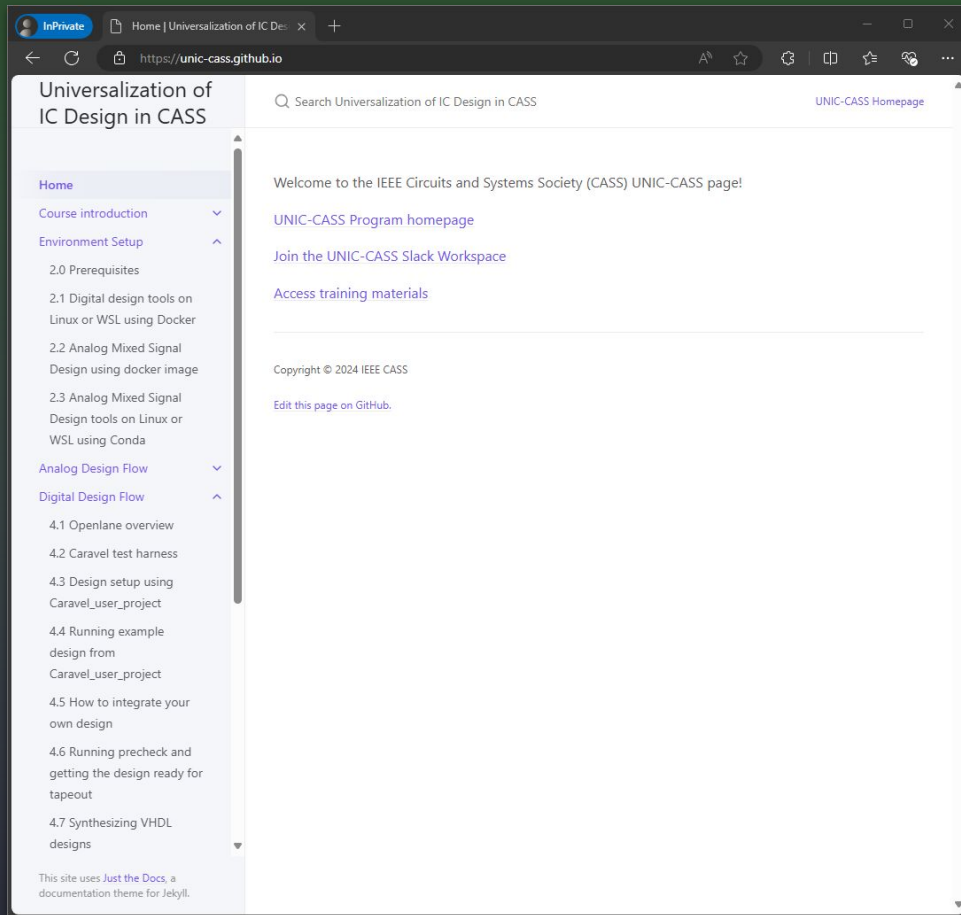 InPrivate
Home | Universalization of IC Des
https://unic-cass.github.io
Universalization of
IC Design in CASS
Search Universalization of IC Design in CASS
UNIC-CASS Homepage
Home
Course introduction
Environment Setup
2.0 Prerequisites
2.1 Digital design tools on
Linux or WSL using Docker
2.2 Analog Mixed Signal
Design using docker image
2.3 Analog Mixed Signal
Design tools on Linux or
WSL using Conda
Analog Design Flow
Digital Design Flow
4.1 Openlane overview
4.2 Caravel test harness
4.3 Design setup using
Caravel_user_project
4.4 Running example
design from
Caravel_user_project
4.5 How to integrate your
own design
4.6 Running precheck and
getting the design ready for
tapeout
4.7 Synthesizing VHDL
designs
This site uses Just the Docs, a
documentation theme for Jekyll.
Welcome to the IEEE Circuits and Systems Society (CASS) UNIC-CASS page!
UNIC-CASS Program homepage
Join the UNIC-CASS Slack Workspace
Access training materials
Copyright © 2024 IEEE CASS
Edit this page on GitHub.